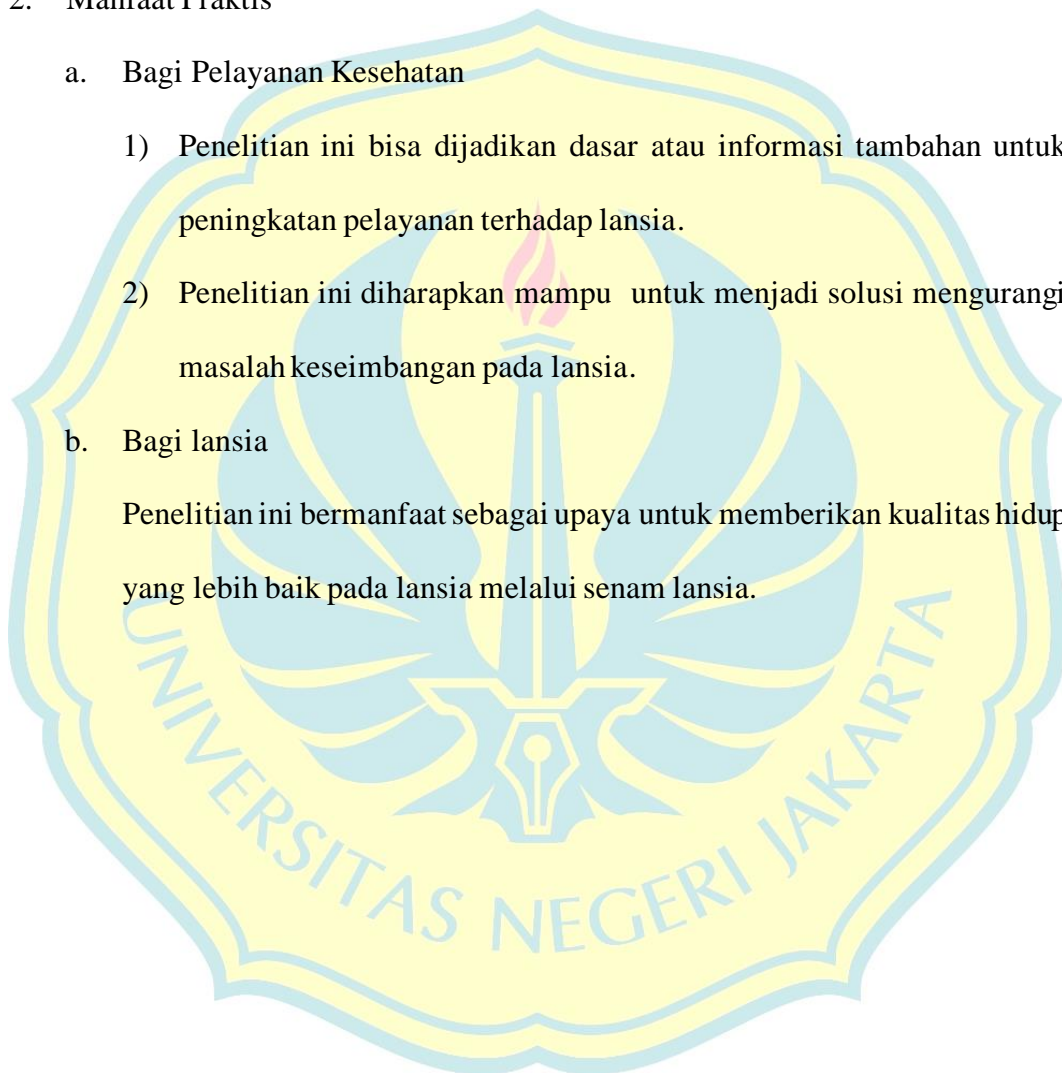 2. Manfaat Praktis
a. Bagi Pelayanan Kesehatan
1) Penelitian ini bisa dijadikan dasar atau informasi tambahan untuk
peningkatan pelayanan terhadap lansia.
2) Penelitian ini diharapkan mampu untuk menjadi solusi mengurangi
masalah keseimbangan pada lansia.
b. Bagi lansia
Penelitian ini bermanfaat sebagai upaya untuk memberikan kualitas hidup
yang lebih baik pada lansia melalui senam lansia.
UNIVERSITAS NEGERI JAKARTA